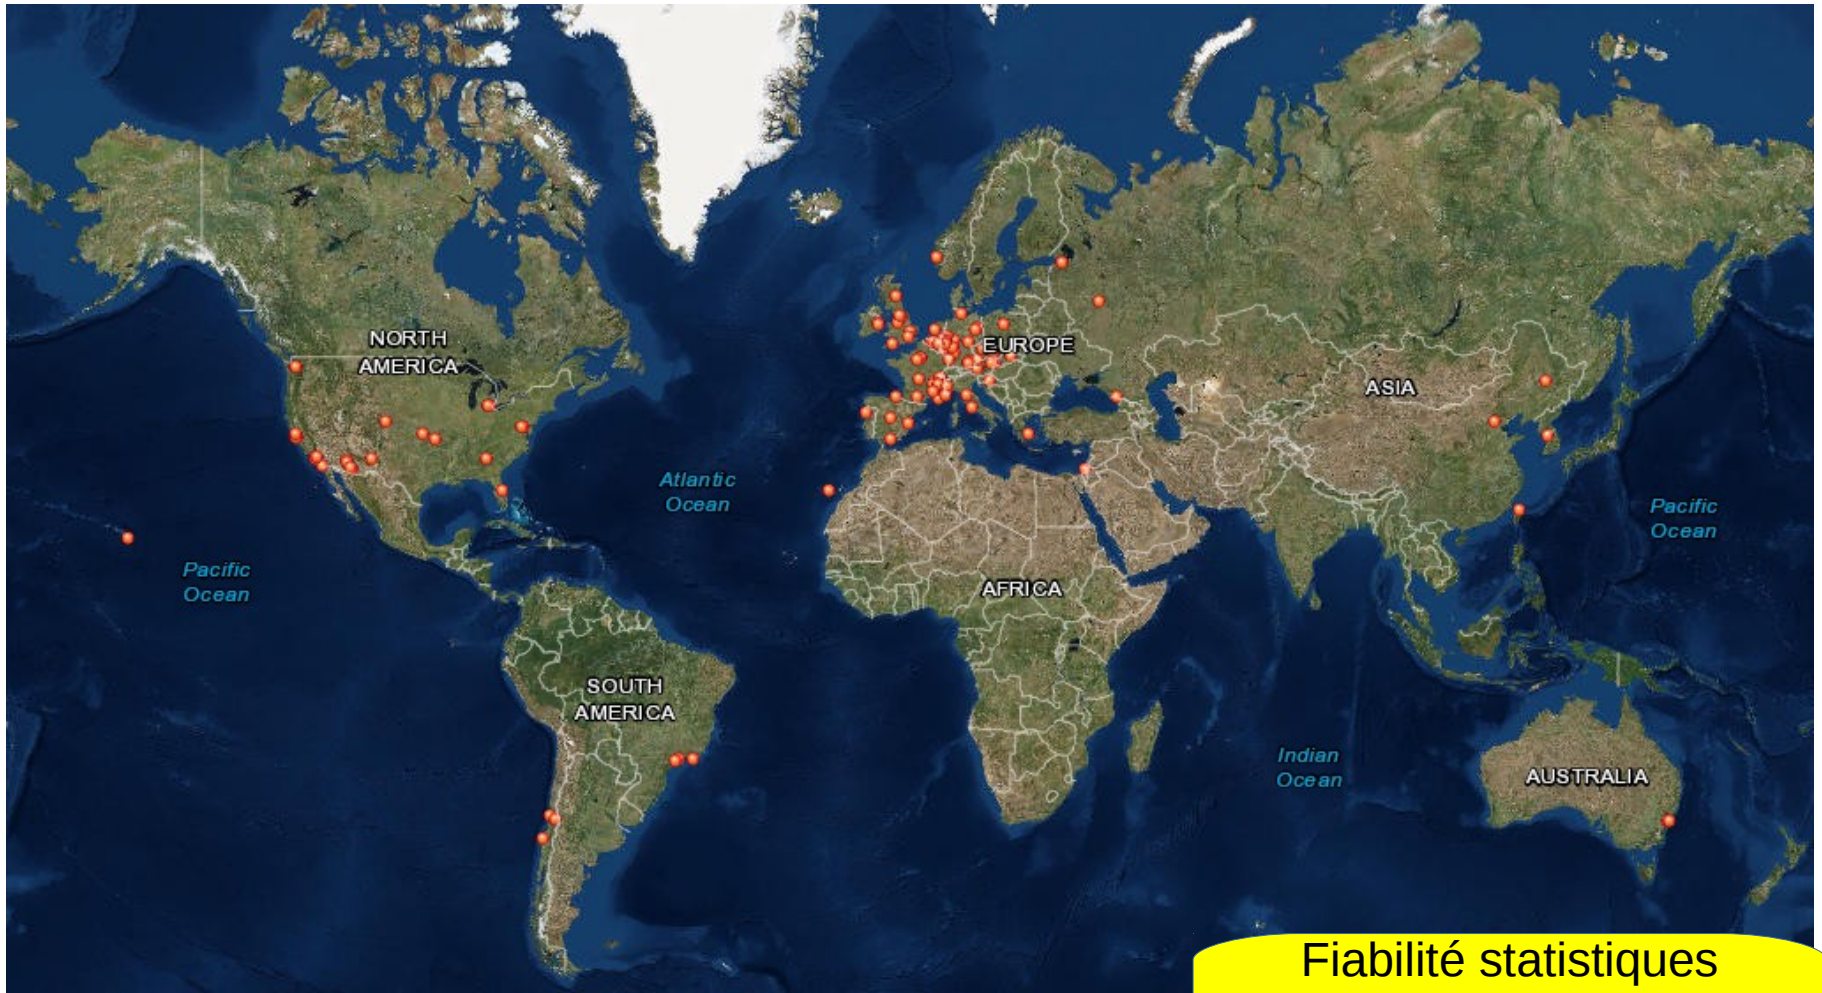 NORTH
AMERICA
EUROPE
ASIA
Atlantic
Ocean
Pacific
Ocean
Pacific
Ocean
AFRICA
SOUTH
AMERICA
Indian
Ocean
AUSTRALIA
Fiabilité statistiques